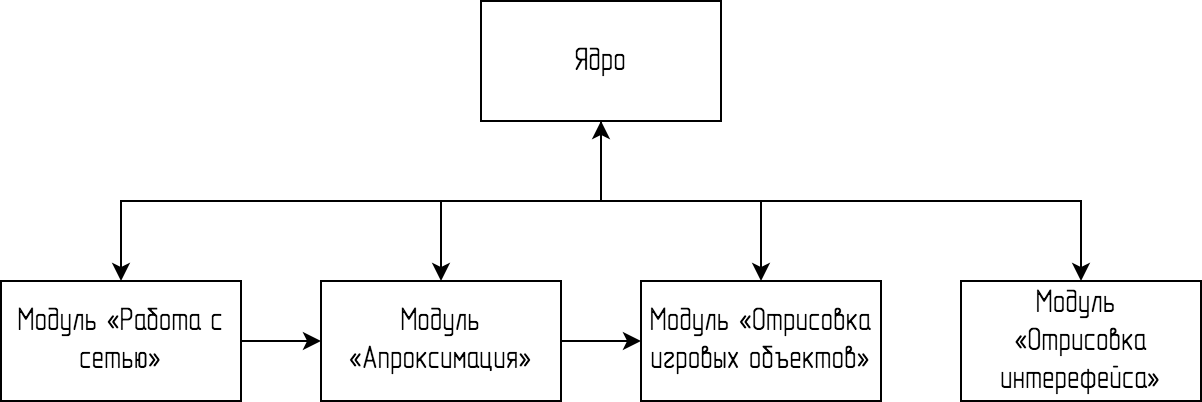 Ядро
Модуль «Работа с
сетью»
Модуль
«Апроксимация»
Модуль «Отрисовка
игровых объектов»
Модуль
«Отрисовка
интерефейса»